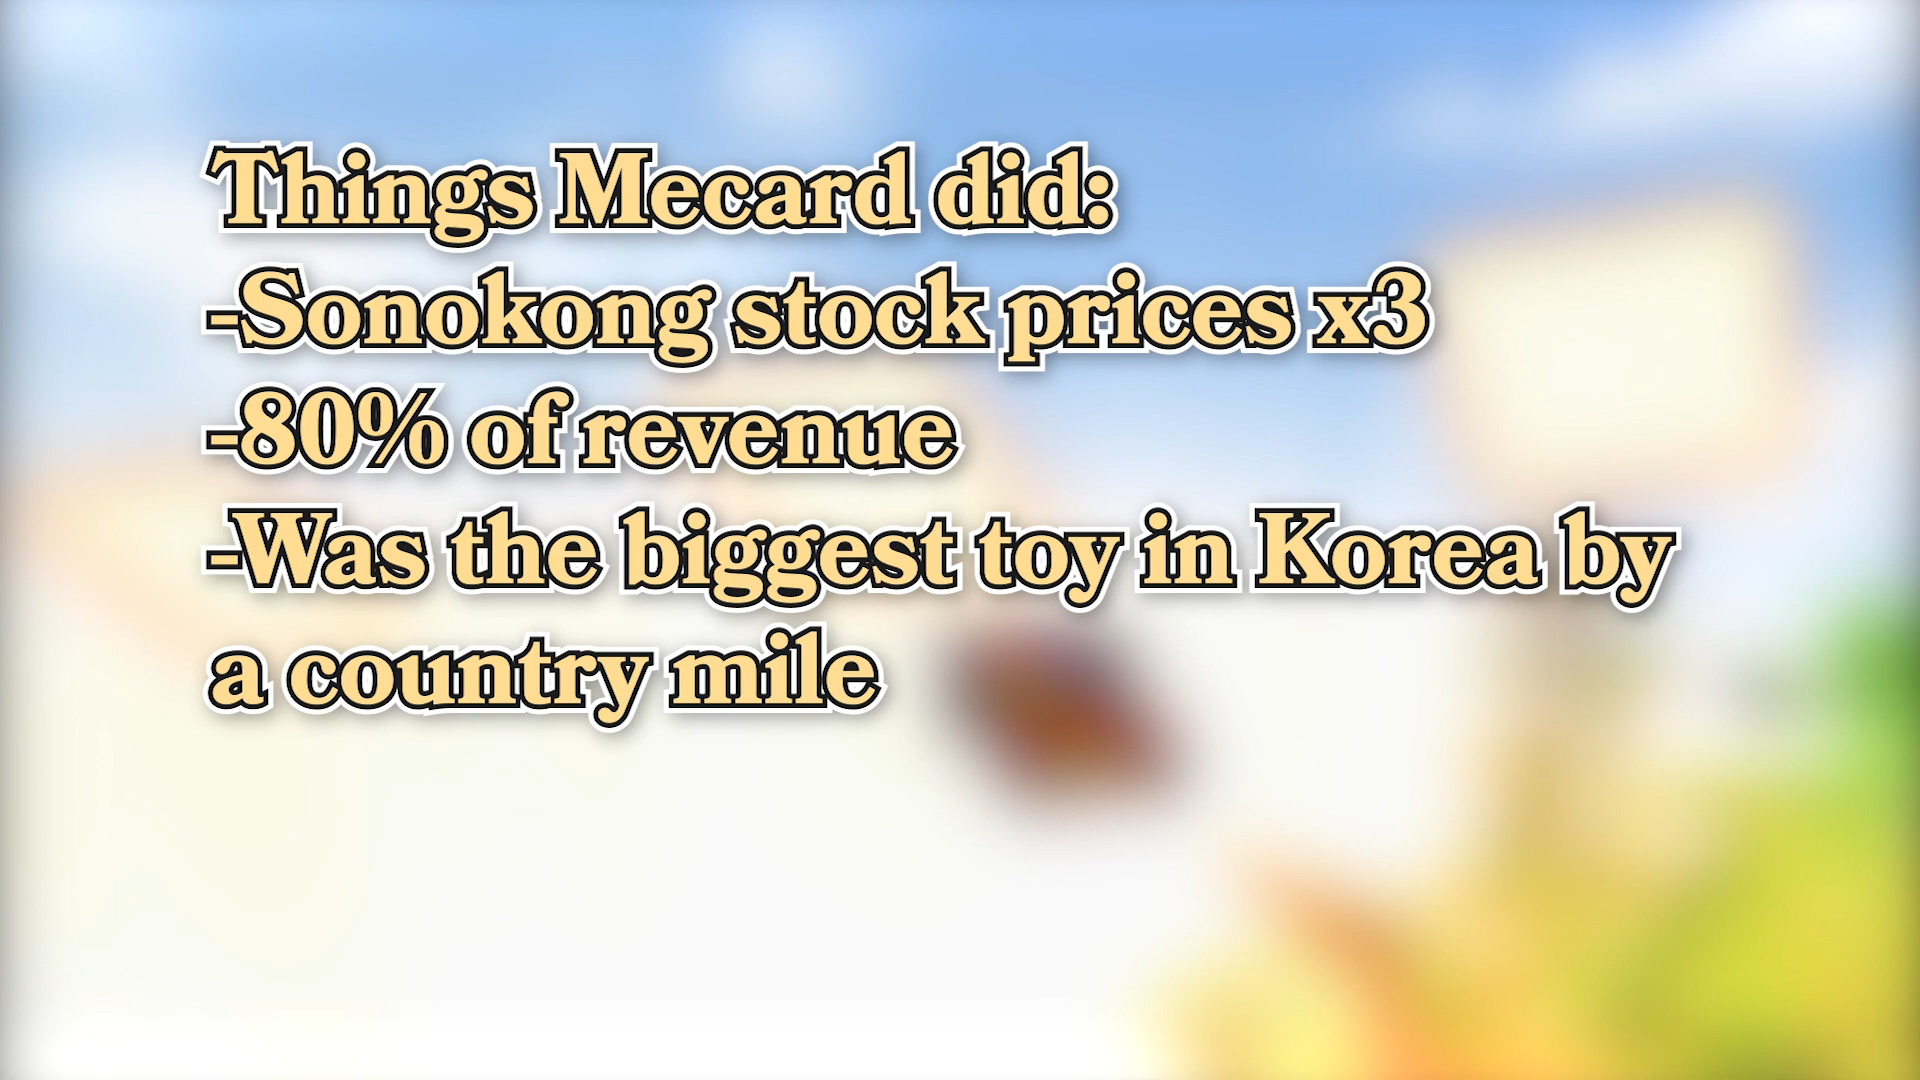 Things Mecard did:
-Sonokong stock prices x3
-80% of revenue
-Was the biggest toy in Korea by
a country mile